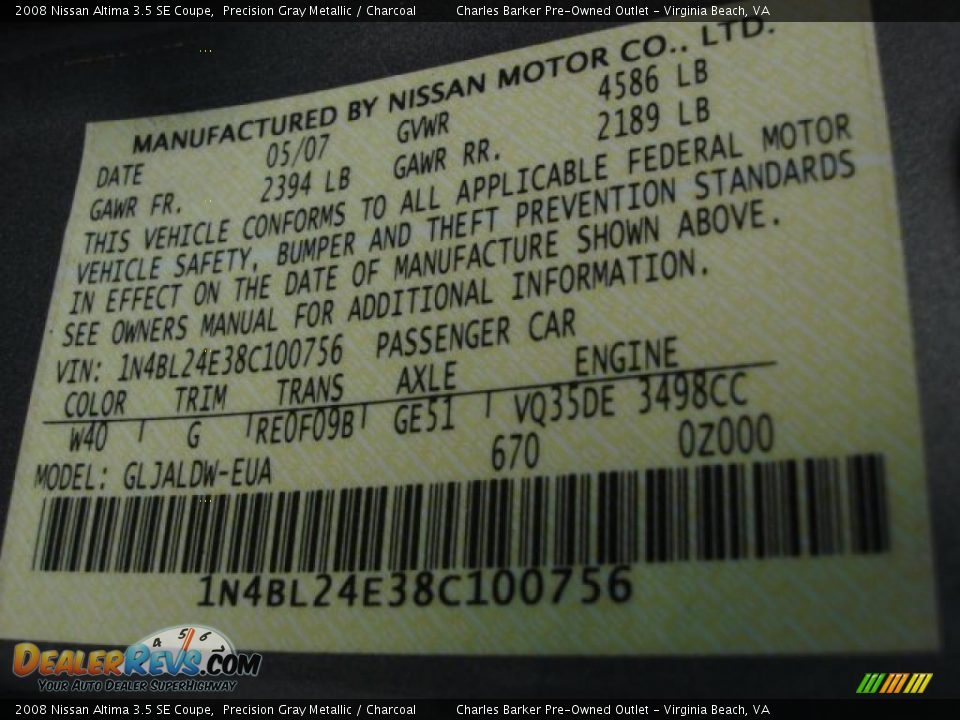 2008 Nissan Altima 3.5 SE Coupe, Precision Gray Metallic / Charcoal Charles Barker Pre-Owned Outlet - Virginia Beach, VA
MANUFACTURED BY NISSAN MOTOR CO., LTD.
DATE 05/07 GVWR 4586 LB
GAWR FR. 2394 LB GAWR RR. 2189 LB
THIS VEHICLE CONFORMS TO ALL APPLICABLE FEDERAL MOTOR
VEHICLE SAFETY, BUMPER AND THEFT PREVENTION STANDARDS
IN EFFECT ON THE DATE OF MANUFACTURE SHOWN ABOVE.
SEE OWNERS MANUAL FOR ADDITIONAL INFORMATION.
VIN: 1N4BL24E38C100756 PASSENGER CAR
COLOR TRIM TRANS AXLE ENGINE
W40 G RE0F09B GE51 VQ35DE 3498CC
MODEL: GLJALDW-EUA 670 0Z000
1N4BL24E38C100756
4 5 6 7
DEALERREVS.COM
YOUR AUTO DEALER SUPERHIGHWAY
2008 Nissan Altima 3.5 SE Coupe, Precision Gray Metallic / Charcoal Charles Barker Pre-Owned Outlet - Virginia Beach, VA